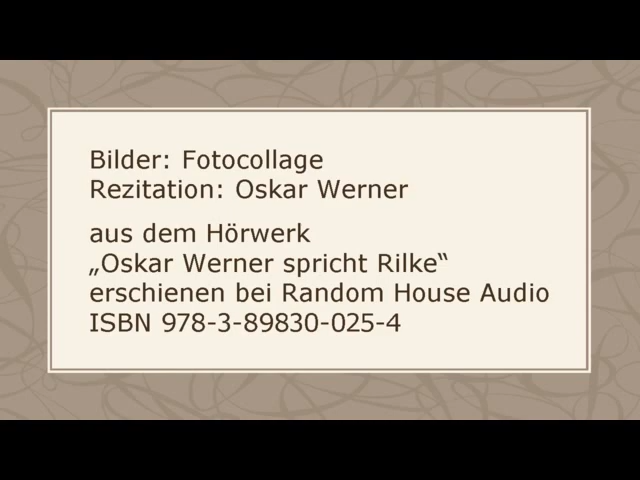 Bilder: Fotocollage
Rezitation: Oskar Werner
aus dem Hörwerk
„Oskar Werner spricht Rilke“
erschienen bei Random House Audio
ISBN 978-3-89830-025-4